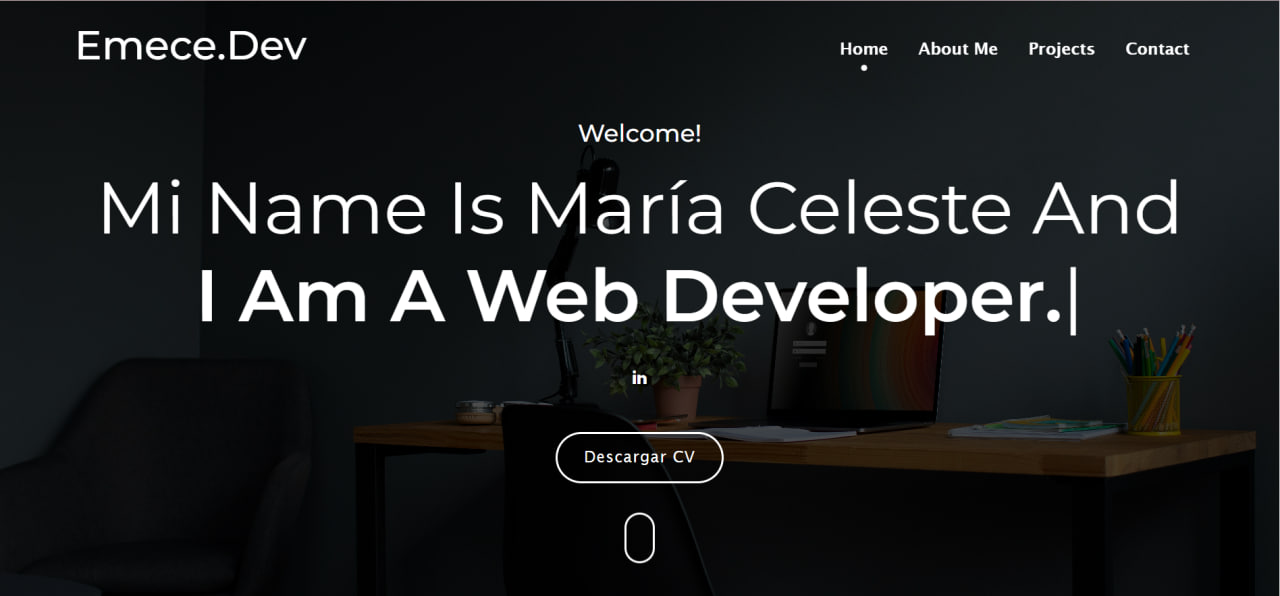 Emece.Dev
Home About Me Projects Contact
Welcome!
Mi Name Is María Celeste And
I Am A Web Developer.|
in
Descargar CV